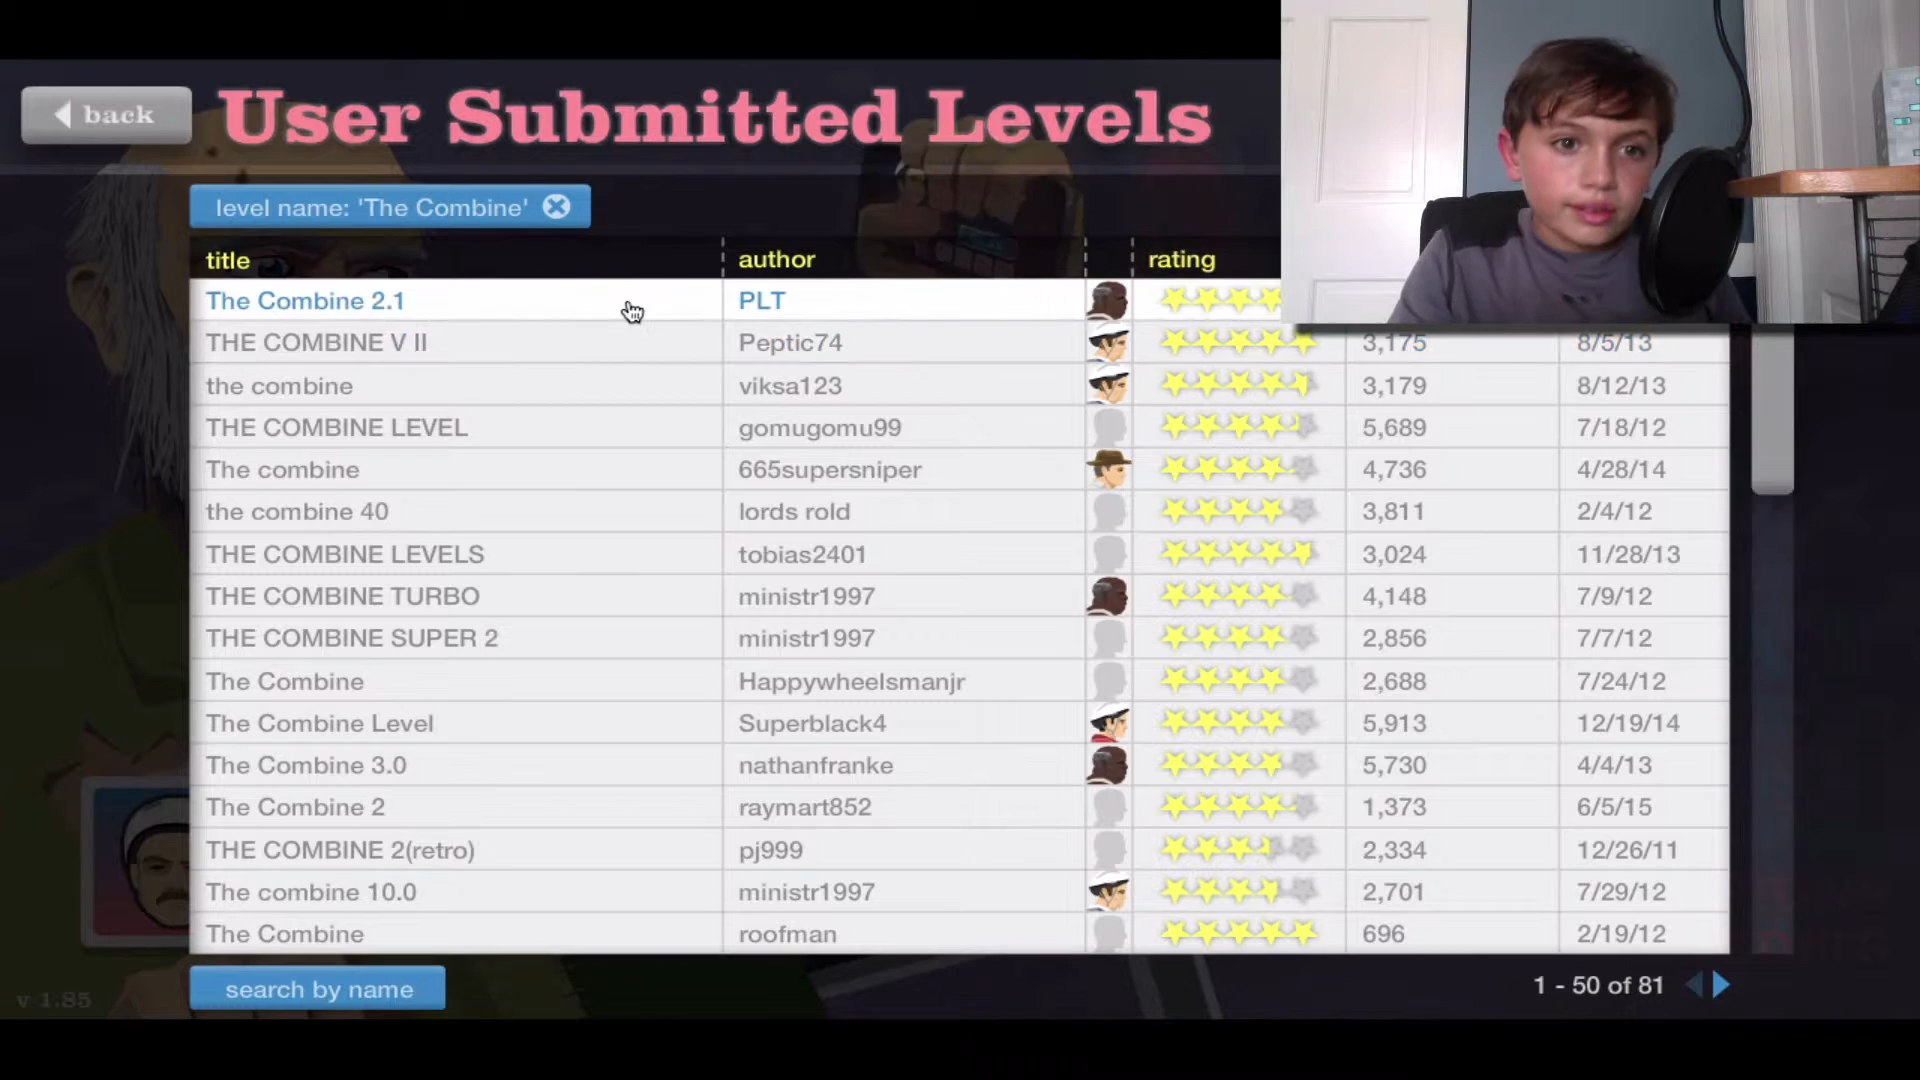 back
User Submitted Levels
level name: 'The Combine'
title author rating
The Combine 2.1 PLT
THE COMBINE V II Peptic74 3,175 8/5/13
the combine viksa123 3,179 8/12/13
THE COMBINE LEVEL gomugomu99 5,689 7/18/12
The combine 665supersniper 4,736 4/28/14
the combine 40 lords rold 3,811 2/4/12
THE COMBINE LEVELS tobias2401 3,024 11/28/13
THE COMBINE TURBO ministr1997 4,148 7/9/12
THE COMBINE SUPER 2 ministr1997 2,856 7/7/12
The Combine Happywheelsmanjr 2,688 7/24/12
The Combine Level Superblack4 5,913 12/19/14
The Combine 3.0 nathanfranke 5,730 4/4/13
The Combine 2 raymart852 1,373 6/5/15
THE COMBINE 2(retro) pj999 2,334 12/26/11
The combine 10.0 ministr1997 2,701 7/29/12
The Combine roofman 696 2/19/12
search by name 1 - 50 of 81
v 1.85